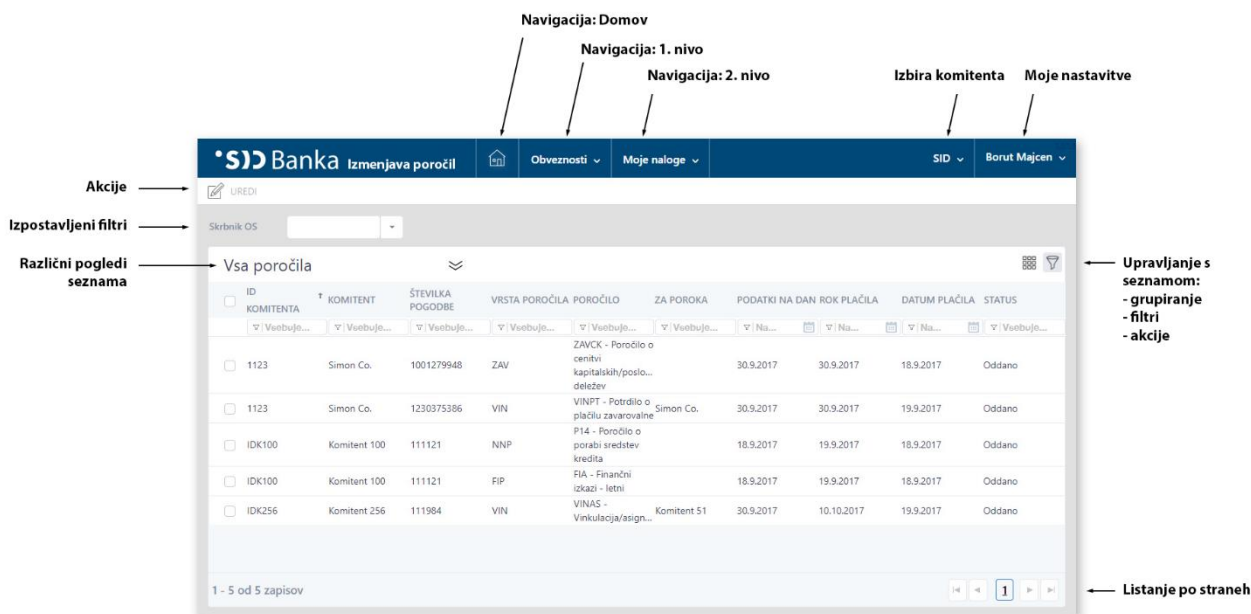 Navigacija: Domov
Navigacija: 1. nivo
Navigacija: 2. nivo
Izbira komitenta
Moje nastavitve
SID Banka Izmenjava poročil
Obveznosti
Moje naloge
SID
Borut Majcen
Akcije
UREDI
Izpostavljeni filtri
Skrbnik OS
Različni pogledi
seznama
Vsa poročila
Upravljanje s
seznamom:
- grupiranje
- filtri
- akcije
ID
KOMITENTA
KOMITENT
ŠTEVILKA
POGODBE
VRSTA POROČILA
POROČILO
ZA POROKA
PODATKI NA DAN
ROK PLAČILA
DATUM PLAČILA
STATUS
Vsebuje... Vsebuje... Vsebuje... Vsebuje... Vsebuje... Vsebuje... Na... Na... Na... Vsebuje...
1123 Simon Co. 1001279948 ZAV
ZAVCK - Poročilo o
cenitvi
kapitalskih/poslo...
deležev
30.9.2017 30.9.2017 18.9.2017 Oddano
1123 Simon Co. 1230375386 VIN
VINPT - Potrdilo o
plačilu zavarovalne
Simon Co. 30.9.2017 30.9.2017 19.9.2017 Oddano
IDK100 Komitent 100 111121 NNP
P14 - Poročilo o
porabi sredstev
kredita
18.9.2017 19.9.2017 18.9.2017 Oddano
IDK100 Komitent 100 111121 FIP
FIA - Finančni
izkazi - letni
18.9.2017 19.9.2017 18.9.2017 Oddano
IDK256 Komitent 256 111984 VIN
VINAS -
Vinkulacija/asign...
Komitent 51 30.9.2017 10.10.2017 19.9.2017 Oddano
1 - 5 od 5 zapisov
1
Listanje po straneh